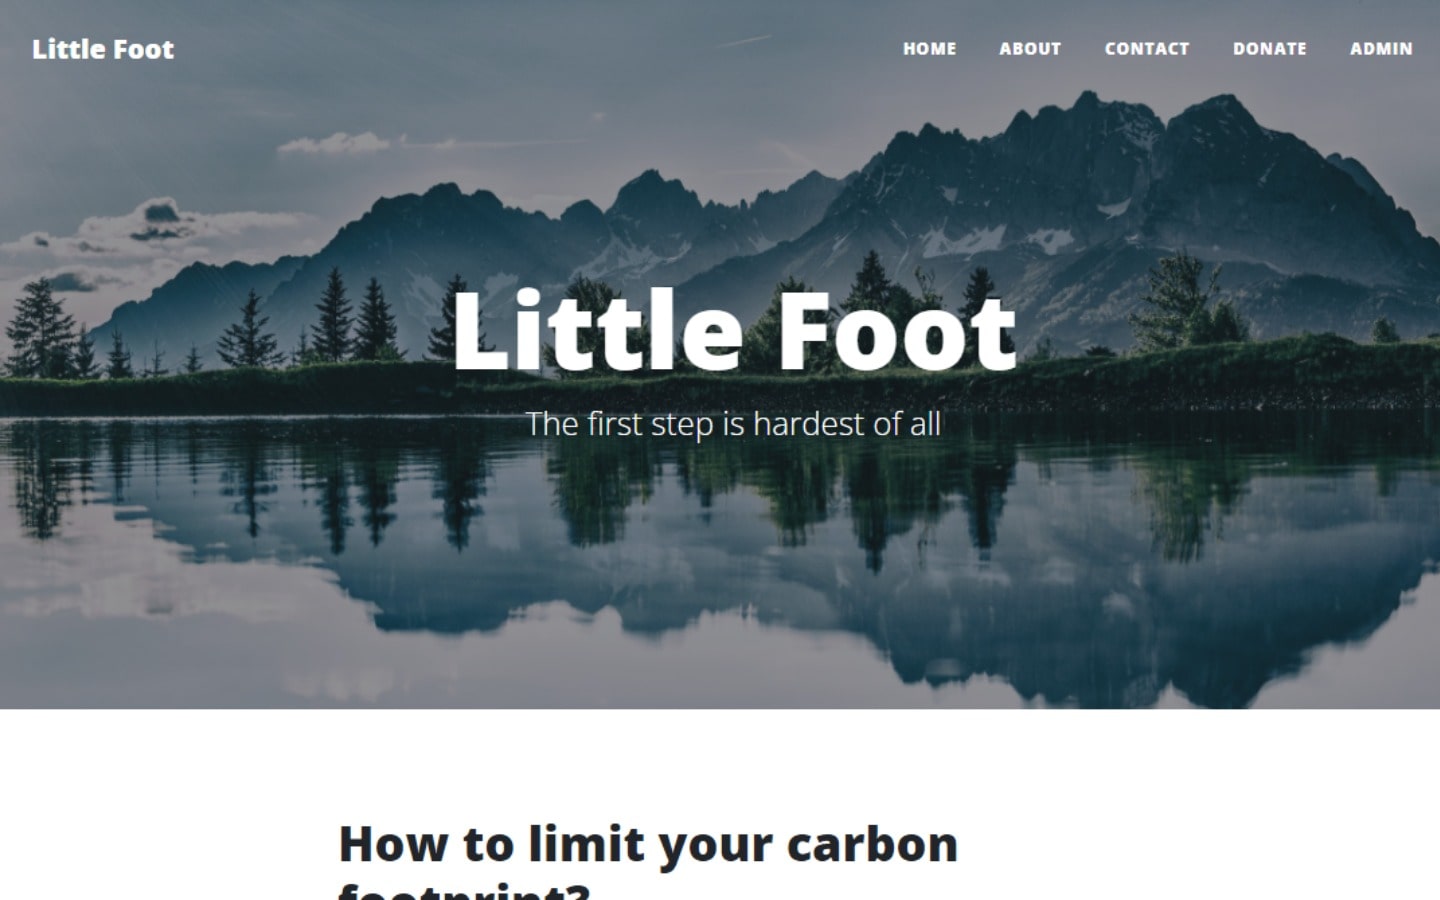 Little Foot
HOME ABOUT CONTACT DONATE ADMIN
Little Foot
The first step is hardest of all
How to limit your carbon
footprint?